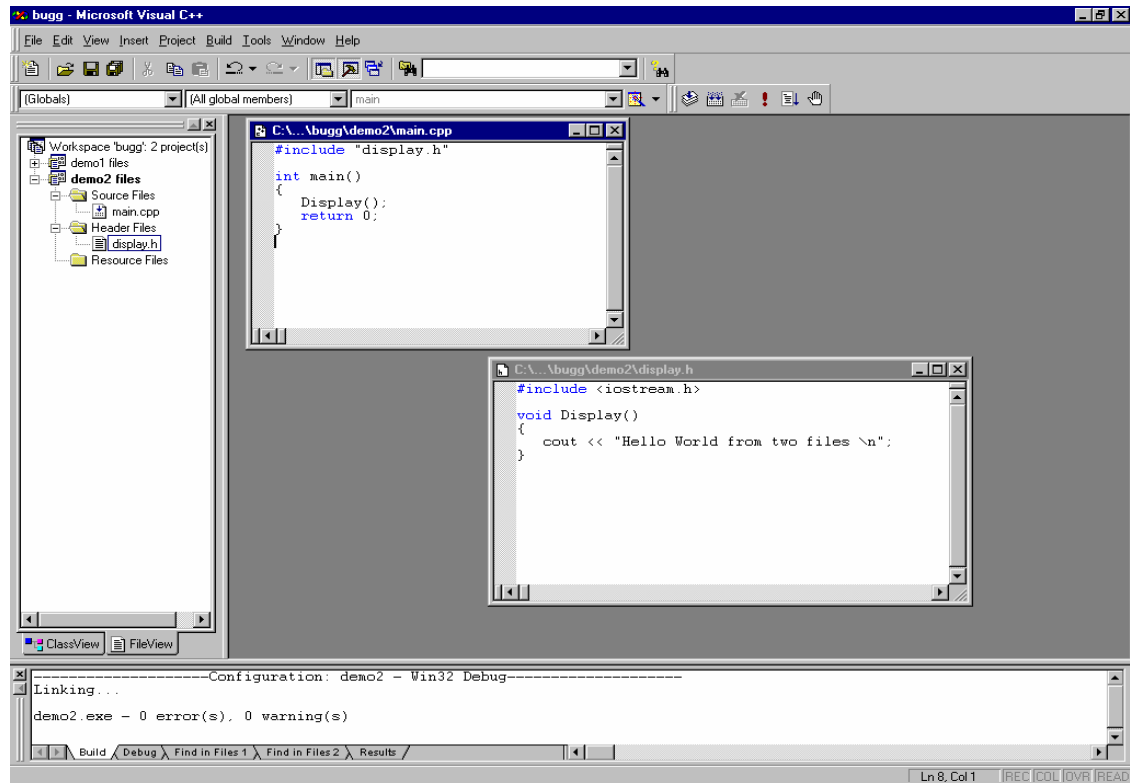 bugg - Microsoft Visual C++
File Edit View Insert Project Build Tools Window Help
(Globals) (All global members) main
Workspace 'bugg': 2 project(s)
demo1 files
demo2 files
Source Files
main.cpp
Header Files
display.h
Resource Files
ClassView FileView
C:\...\bugg\demo2\main.cpp
#include "display.h"
int main()
{
Display();
return 0;
}
C:\...\bugg\demo2\display.h
#include <iostream.h>
void Display()
{
cout << "Hello World from two files \n";
}
--------------------Configuration: demo2 - Win32 Debug--------------------
Linking...
demo2.exe - 0 error(s), 0 warning(s)
Build Debug Find in Files 1 Find in Files 2 Results
Ln 8, Col 1 REC COL OVR READ